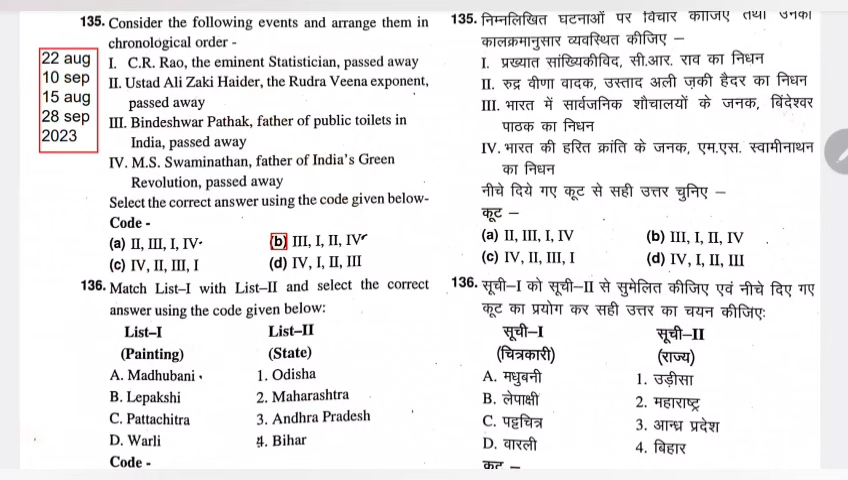 22 aug
10 sep
15 aug
28 sep
2023
135. Consider the following events and arrange them in
chronological order -
I. C.R. Rao, the eminent Statistician, passed away
II. Ustad Ali Zaki Haider, the Rudra Veena exponent,
passed away
III. Bindeshwar Pathak, father of public toilets in
India, passed away
IV. M.S. Swaminathan, father of India's Green
Revolution, passed away
Select the correct answer using the code given below-
Code -
(a) II, III, I, IV
(b) III, I, II, IV
(c) IV, II, III, I
(d) IV, I, II, III
136. Match List–I with List–II and select the correct
answer using the code given below:
List–I List–II
(Painting) (State)
A. Madhubani 1. Odisha
B. Lepakshi 2. Maharashtra
C. Pattachitra 3. Andhra Pradesh
D. Warli 4. Bihar
Code -
135. निम्नलिखित घटनाओं पर विचार कीजिए तथा उनको
कालक्रमानुसार व्यवस्थित कीजिए –
I. प्रख्यात सांख्यिकीविद, सी.आर. राव का निधन
II. रुद्र वीणा वादक, उस्ताद अली ज़की हैदर का निधन
III. भारत में सार्वजनिक शौचालयों के जनक, बिंदेश्वर
पाठक का निधन
IV. भारत की हरित क्रांति के जनक, एम.एस. स्वामीनाथन
का निधन
नीचे दिये गए कूट से सही उत्तर चुनिए –
कूट –
(a) II, III, I, IV (b) III, I, II, IV
(c) IV, II, III, I (d) IV, I, II, III
136. सूची–I को सूची–II से सुमेलित कीजिए एवं नीचे दिए गए
कूट का प्रयोग कर सही उत्तर का चयन कीजिए:
सूची–I सूची–II
(चित्रकारी) (राज्य)
A. मधुबनी 1. उड़ीसा
B. लेपाक्षी 2. महाराष्ट्र
C. पट्टचित्र 3. आन्ध्र प्रदेश
D. वारली 4. बिहार
कूट –